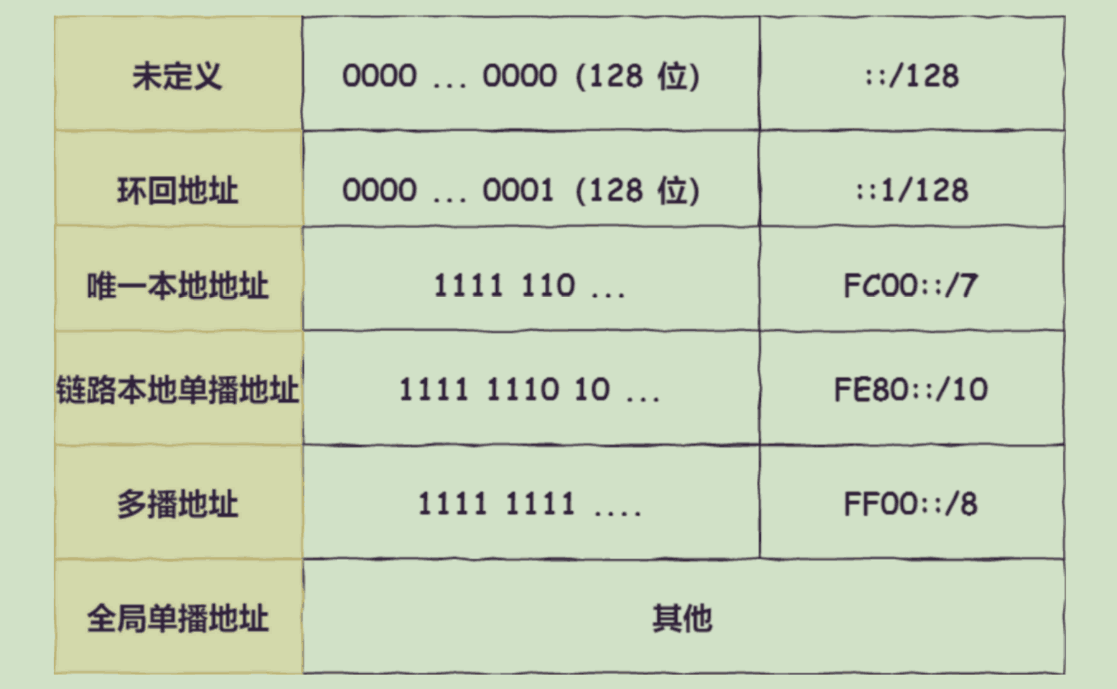 未定义 0000 ... 0000 (128 位) ::/128
环回地址 0000 ... 0001 (128 位) ::1/128
唯一本地地址 1111 110 ... FC00::/7
链路本地单播地址 1111 1110 10 ... FE80::/10
多播地址 1111 1111 .... FF00::/8
全局单播地址 其他